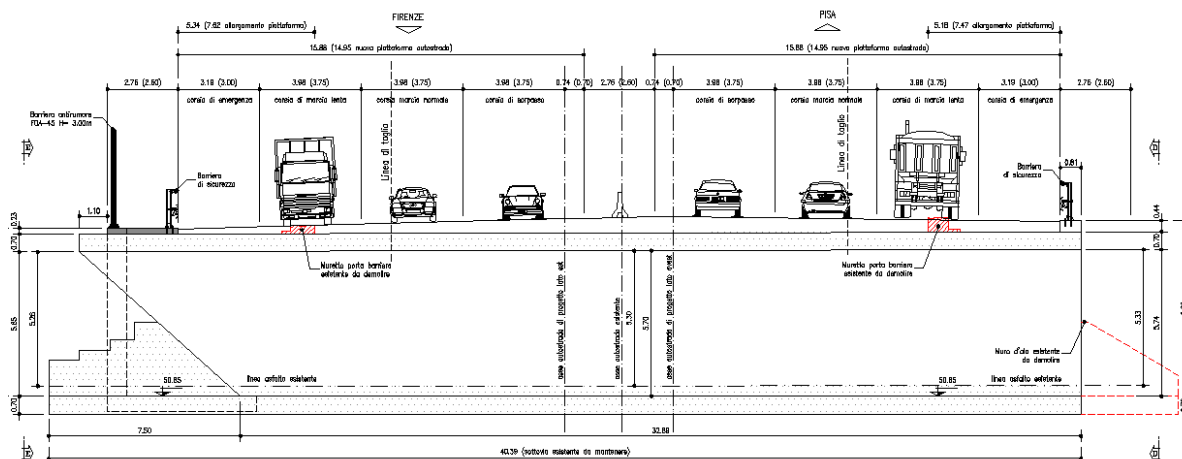 FIRENZE
PISA
5.34 (7.62 allargamento piattaforma)
5.18 (7.47 allargamento piattaforma)
15.88 (14.95 nuova piattaforma autostrada)
15.88 (14.95 nuova piattaforma autostrada)
2.76 (2.60)
3.19 (3.00)
3.98 (3.75)
3.98 (3.75)
3.98 (3.75)
0.74 (0.70)
2.76 (2.60)
0.74 (0.70)
3.98 (3.75)
3.98 (3.75)
3.98 (3.75)
3.19 (3.00)
2.76 (2.60)
corsia di emergenza
corsia di marcia lenta
corsia marcia normale
corsia di sorpasso
corsia di sorpasso
corsia marcia normale
corsia di marcia lenta
corsia di emergenza
Barriera antirumore
FOA-45 H= 3.00m
Linea di taglio
Linea di taglio
Barriera
di sicurezza
Barriera
di sicurezza
0.81
1.10
0.23
0.70
0.44
0.70
Muretto porta barriera
esistente da demolire
Muretto porta barriera
esistente da demolire
asse autostrada di progetto lato est
asse autostrada esistente
asse autostrada di progetto lato ovest
5.65
5.26
5.30
5.70
5.33
5.74
Muro d'ala esistente
da demolire
50.85
linea asfalto esistente
50.85
linea asfalto esistente
0.70
7.50
32.89
40.39 (sottovia esistente da mantenere)